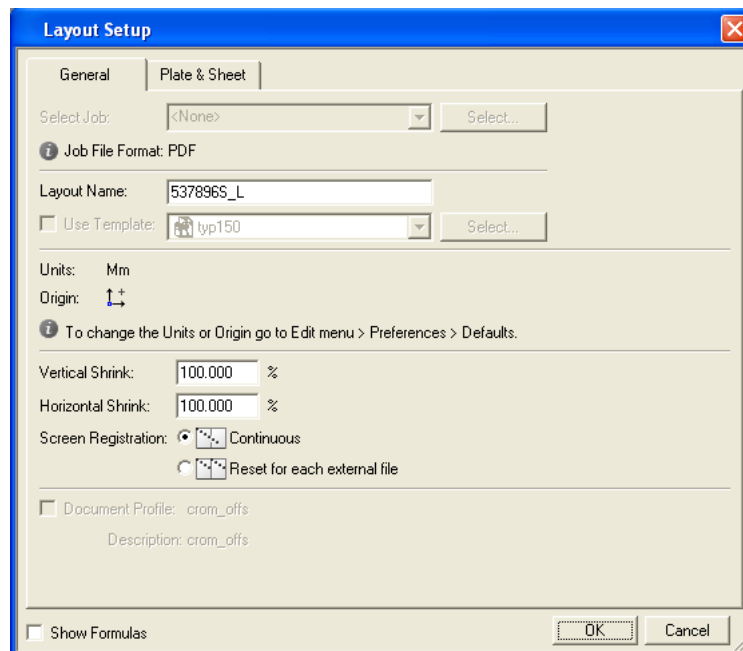 Layout Setup
General Plate & Sheet
Select Job: <None> Select...
Job File Format: PDF
Layout Name: 537896S_L
Use Template: typ150 Select...
Units: Mm
Origin:
To change the Units or Origin go to Edit menu > Preferences > Defaults.
Vertical Shrink: 100.000 %
Horizontal Shrink: 100.000 %
Screen Registration: Continuous
Reset for each external file
Document Profile: crom_offs
Description: crom_offs
Show Formulas OK Cancel